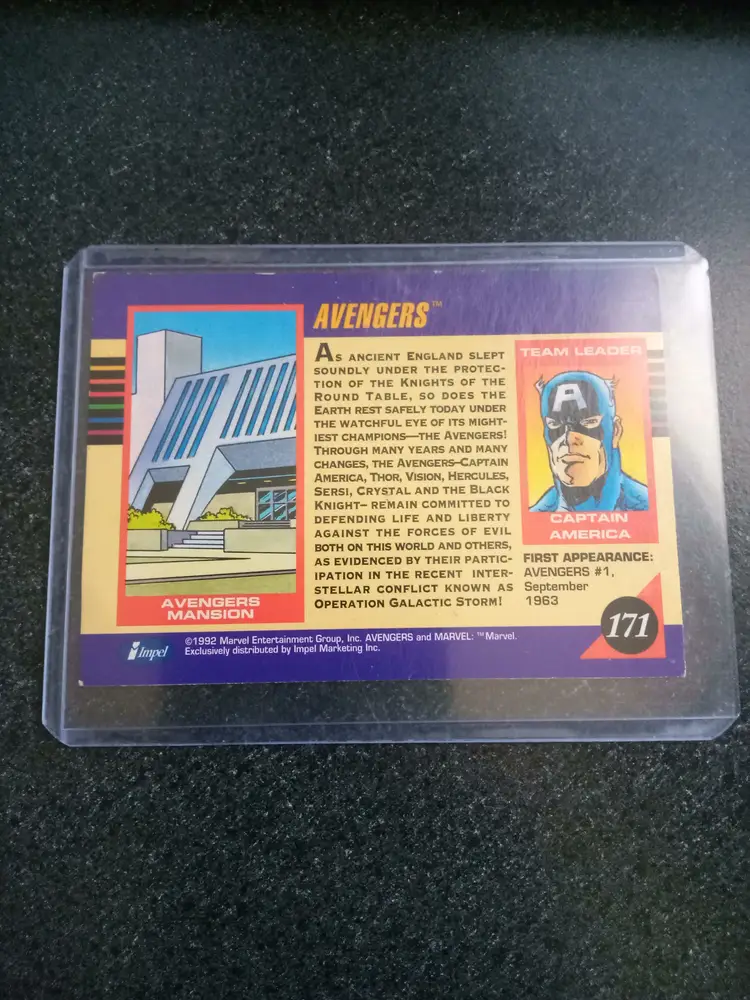 AVENGERS™
AS ANCIENT ENGLAND SLEPT
SOUNDLY UNDER THE PROTEC-
TION OF THE KNIGHTS OF THE
ROUND TABLE, SO DOES THE
EARTH REST SAFELY TODAY UNDER
THE WATCHFUL EYE OF ITS MIGHT-
IEST CHAMPIONS—THE AVENGERS!
THROUGH MANY YEARS AND MANY
CHANGES, THE AVENGERS–CAPTAIN
AMERICA, THOR, VISION, HERCULES,
SERSI, CRYSTAL AND THE BLACK
KNIGHT– REMAIN COMMITTED TO
DEFENDING LIFE AND LIBERTY
AGAINST THE FORCES OF EVIL
BOTH ON THIS WORLD AND OTHERS,
AS EVIDENCED BY THEIR PARTIC-
IPATION IN THE RECENT INTER-
STELLAR CONFLICT KNOWN AS
OPERATION GALACTIC STORM!
TEAM LEADER
A
CAPTAIN
AMERICA
FIRST APPEARANCE:
AVENGERS #1,
September
1963
171
AVENGERS
MANSION
Impel
©1992 Marvel Entertainment Group, Inc. AVENGERS and MARVEL: ™Marvel.
Exclusively distributed by Impel Marketing Inc.